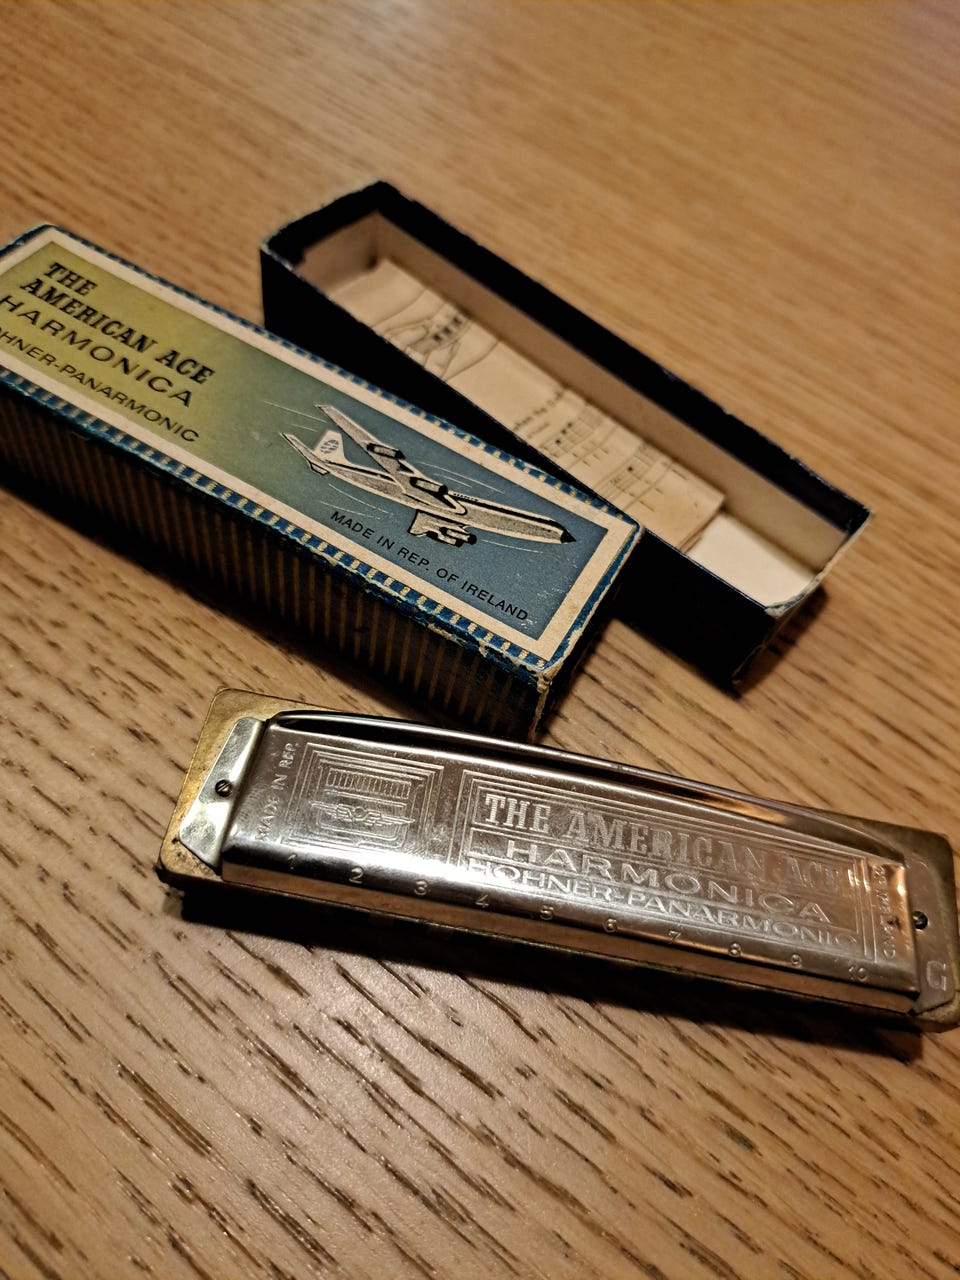 THE
AMERICAN ACE
HARMONICA
HNER-PANARMONIC
MADE IN REP. OF IRELAND
MADE IN REP.
THE AMERICAN ACE
HARMONICA
HOHNER-PANARMONIC
1 2 3 4 5 6 7 8 9 10
G